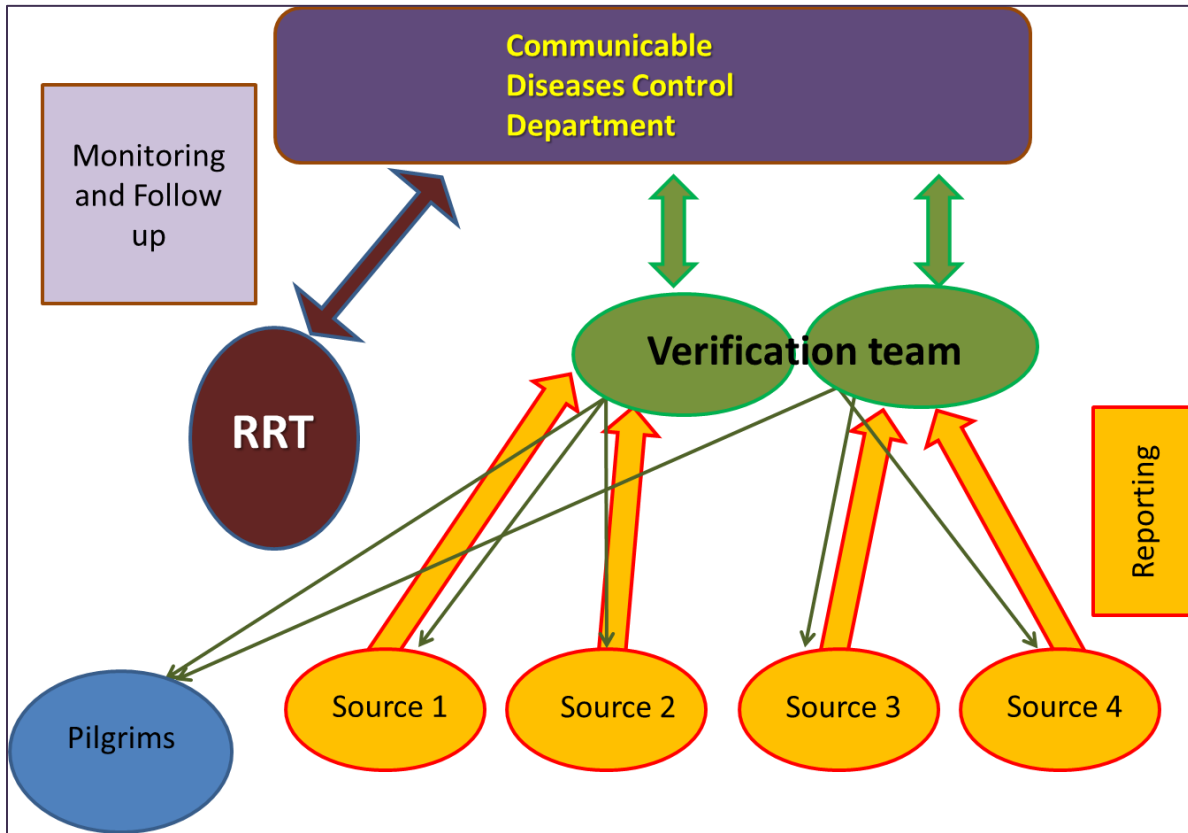 Communicable
Diseases Control
Department
Monitoring
and Follow
up
Verification team
RRT
Reporting
Source 1
Source 2
Source 3
Source 4
Pilgrims